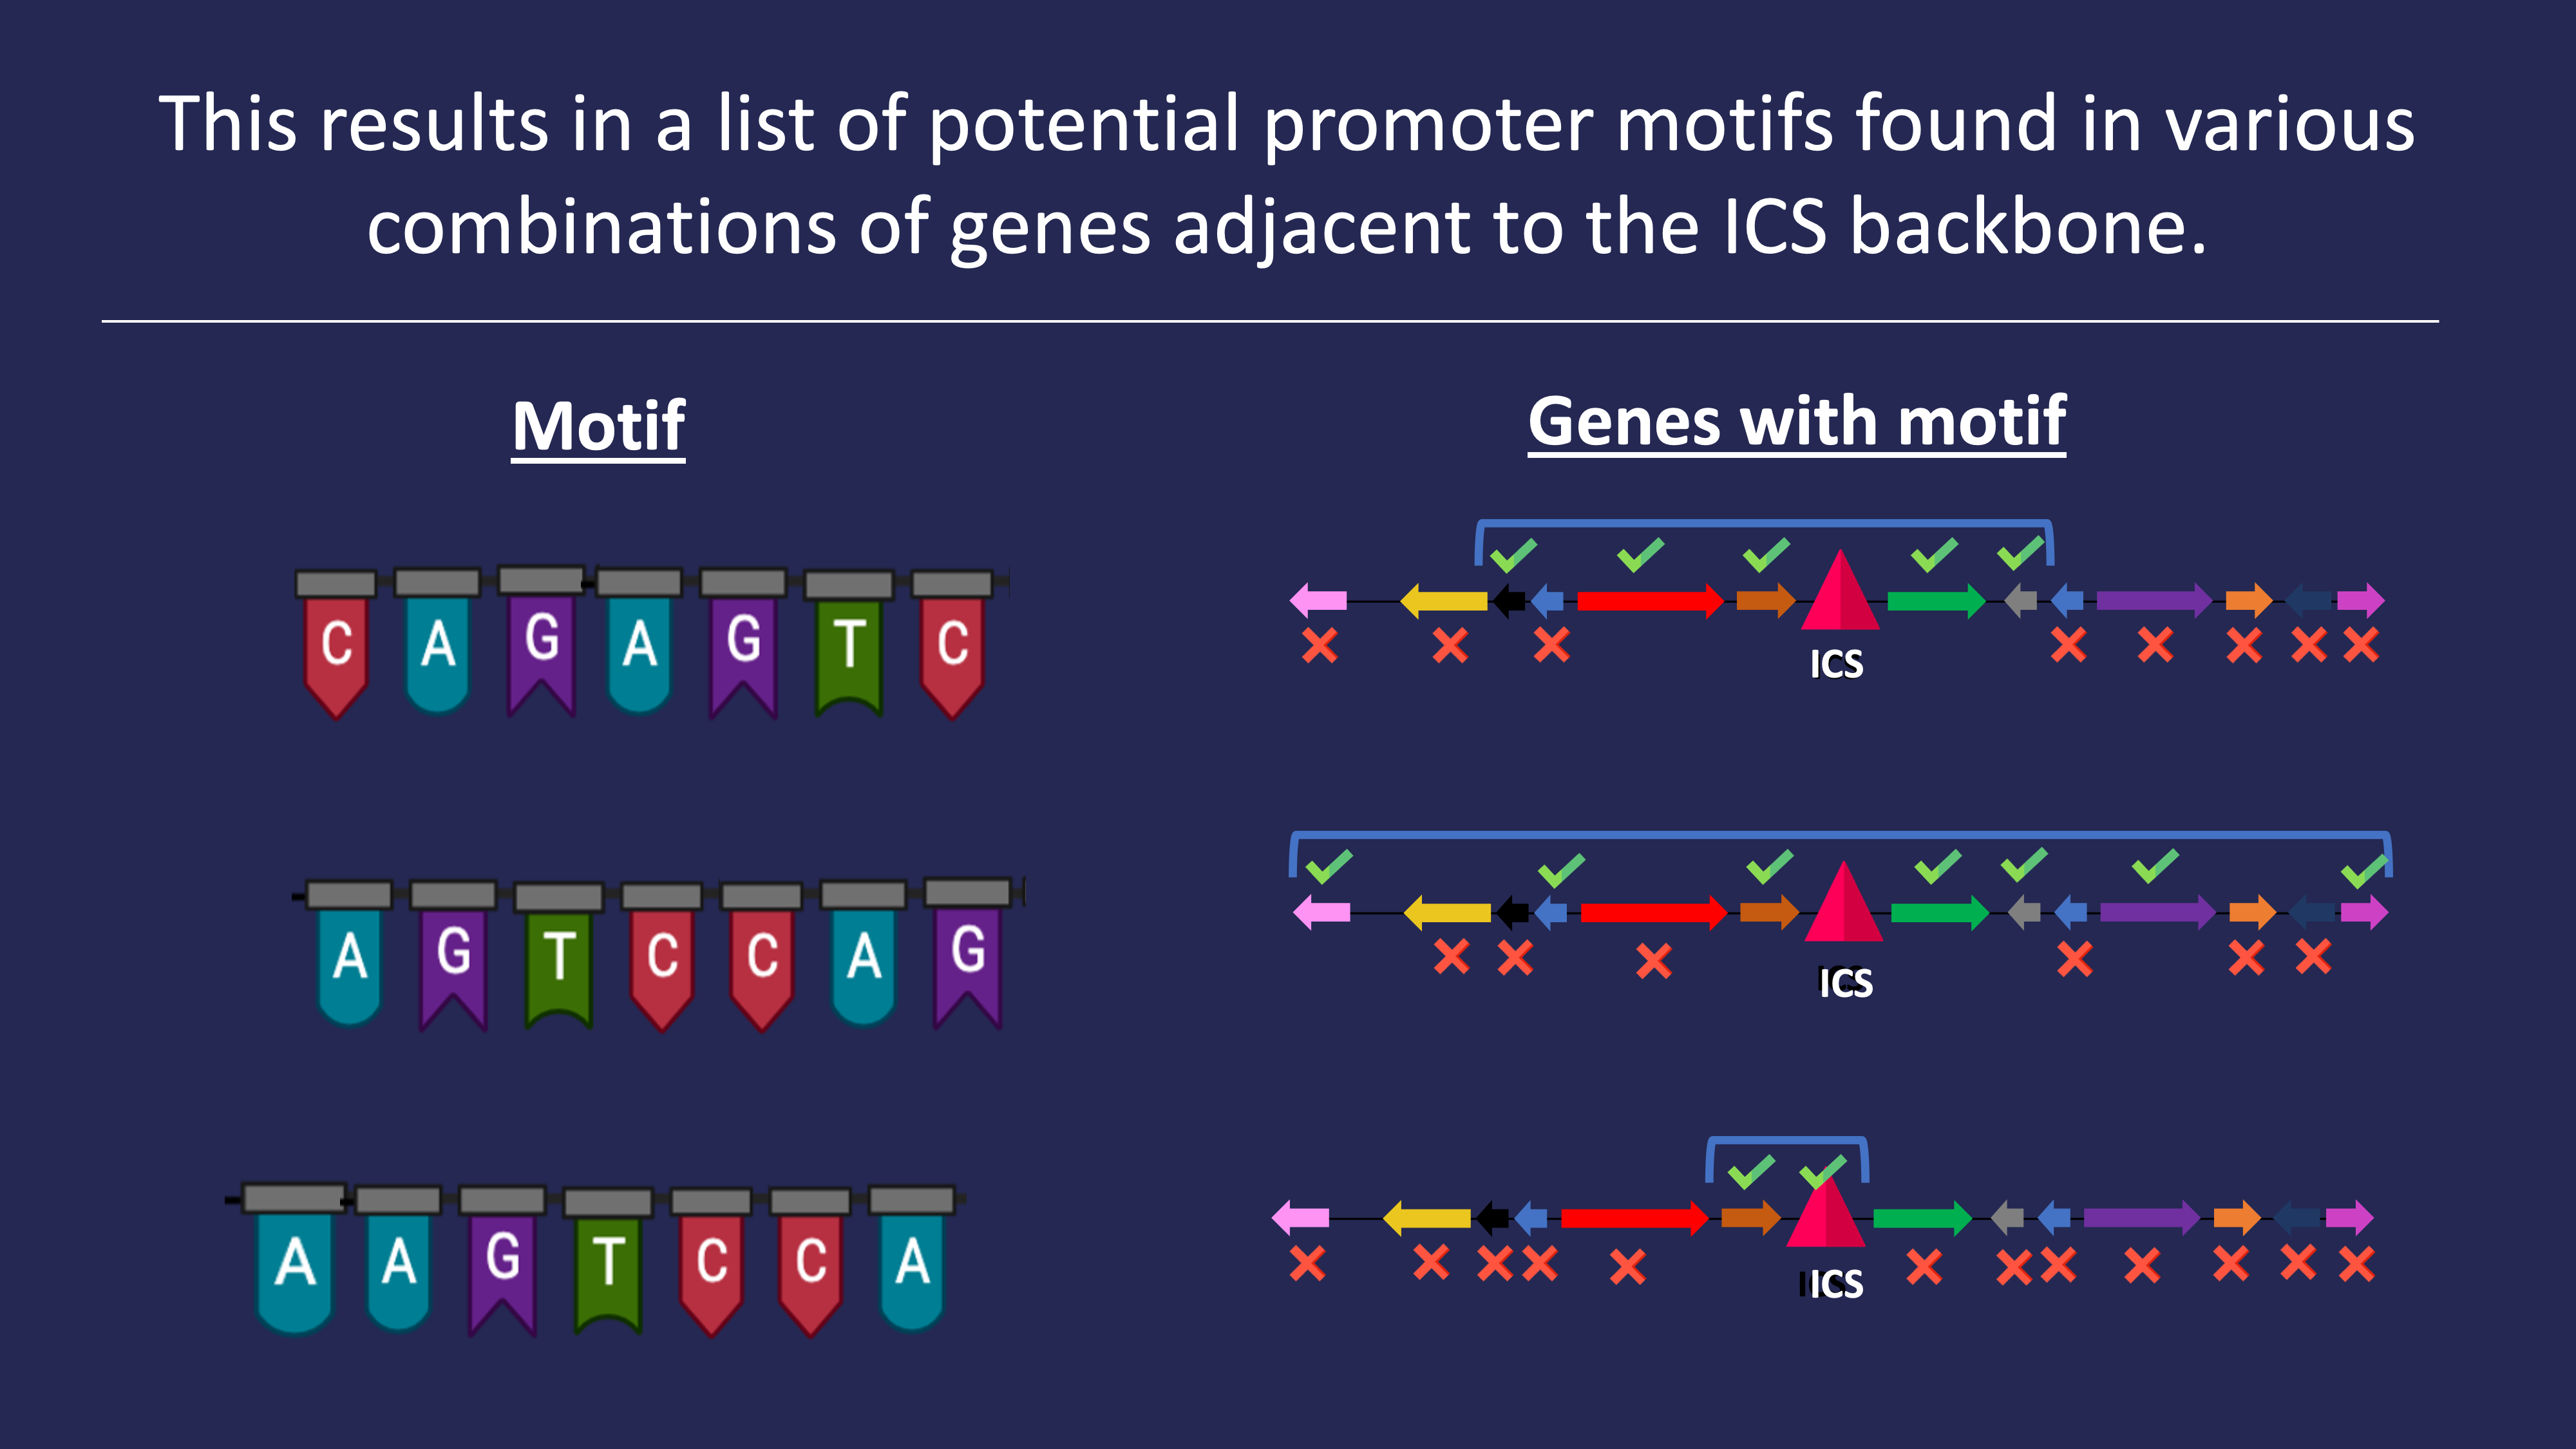 This results in a list of potential promoter motifs found in various
combinations of genes adjacent to the ICS backbone.
Motif
Genes with motif
C A G A G T C
ICS
A G T C C A G
ICS
A A G T C C A
ICS